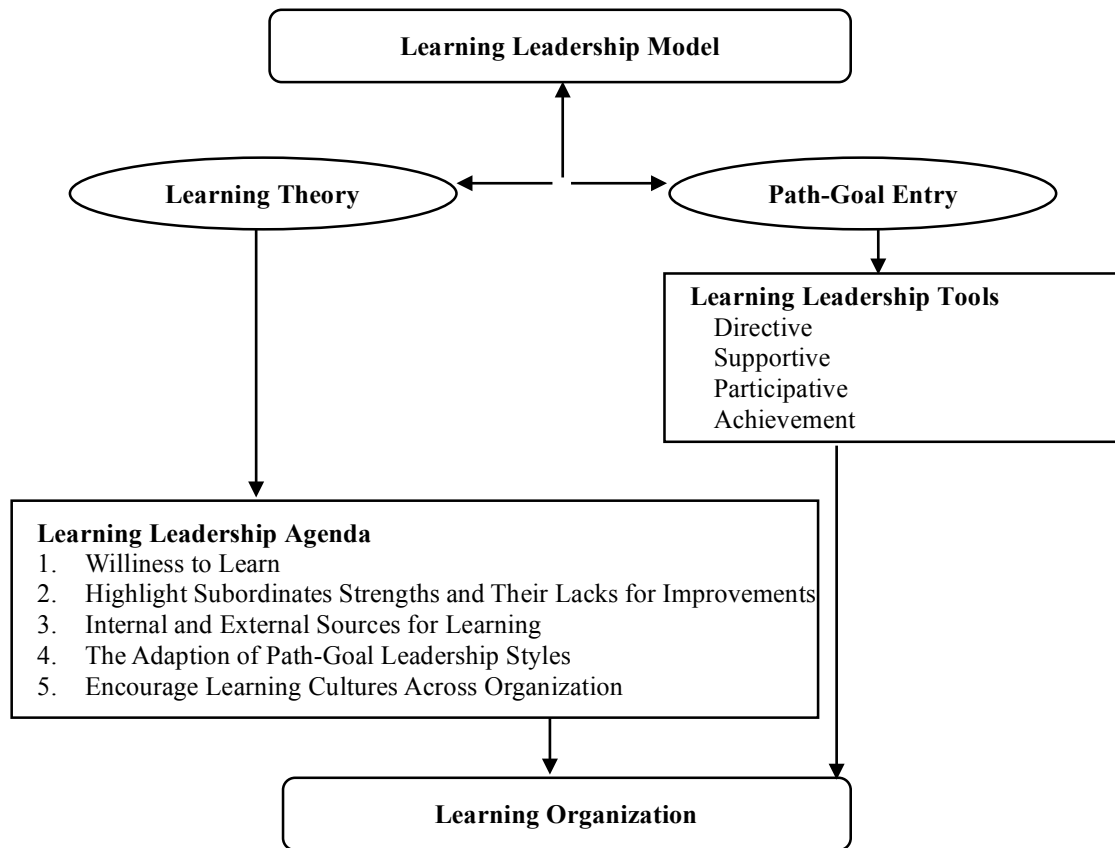 Learning Leadership Model
Learning Theory
Path-Goal Entry
Learning Leadership Tools
Directive
Supportive
Participative
Achievement
Learning Leadership Agenda
1. Williness to Learn
2. Highlight Subordinates Strengths and Their Lacks for Improvements
3. Internal and External Sources for Learning
4. The Adaption of Path-Goal Leadership Styles
5. Encourage Learning Cultures Across Organization
Learning Organization